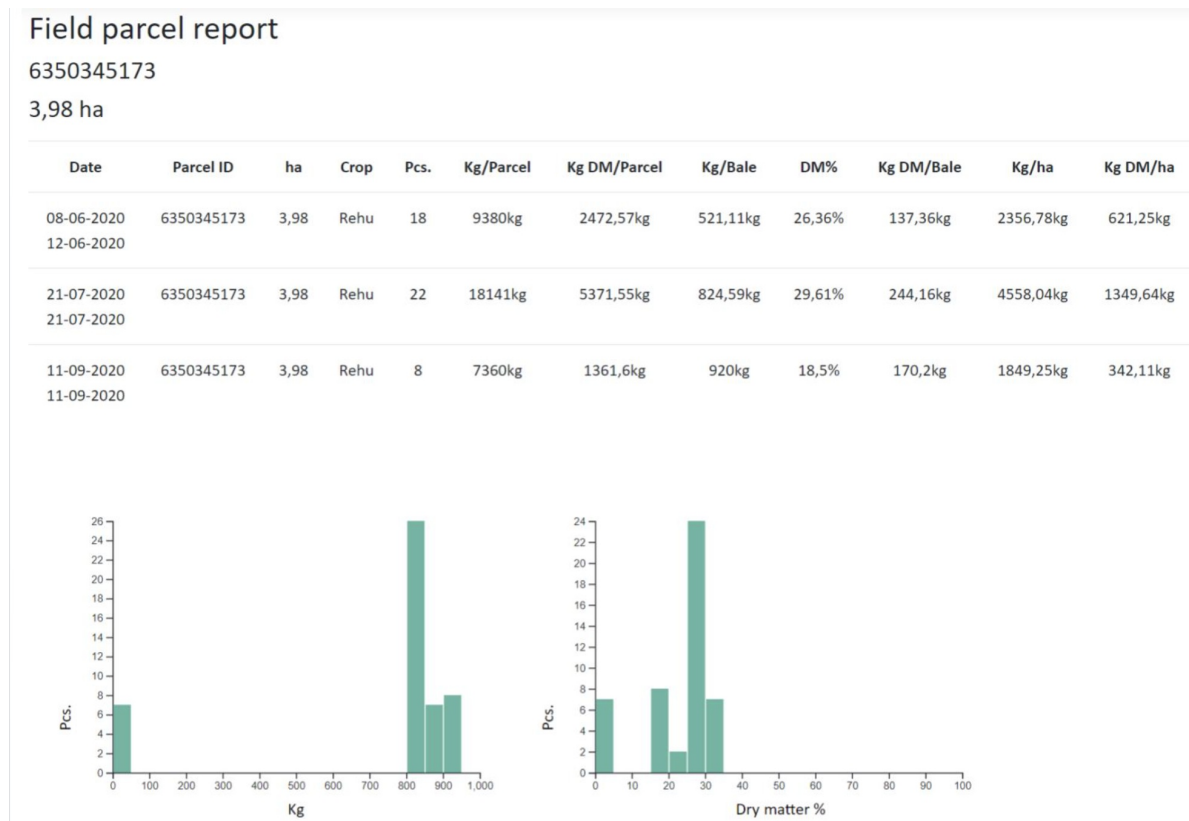 Field parcel report
6350345173
3,98 ha
Date Parcel ID ha Crop Pcs. Kg/Parcel Kg DM/Parcel Kg/Bale DM% Kg DM/Bale Kg/ha Kg DM/ha
08-06-2020 6350345173 3,98 Rehu 18 9380kg 2472,57kg 521,11kg 26,36% 137,36kg 2356,78kg 621,25kg
12-06-2020
21-07-2020 6350345173 3,98 Rehu 22 18141kg 5371,55kg 824,59kg 29,61% 244,16kg 4558,04kg 1349,64kg
21-07-2020
11-09-2020 6350345173 3,98 Rehu 8 7360kg 1361,6kg 920kg 18,5% 170,2kg 1849,25kg 342,11kg
11-09-2020
26
24
22
20
18
16
14
12
10
8
6
4
2
0
Pcs.
0 100 200 300 400 500 600 700 800 900 1,000
Kg
24
22
20
18
16
14
12
10
8
6
4
2
0
Pcs.
0 10 20 30 40 50 60 70 80 90 100
Dry matter %